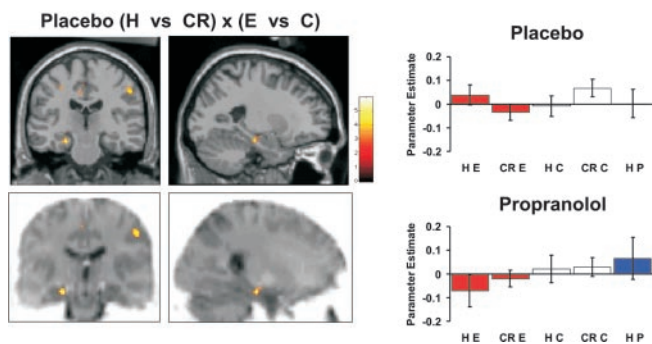 Placebo (H vs CR) x (E vs C)
5
4
3
2
1
0
Placebo
Parameter Estimate
0.2
0.1
0
-0.1
-0.2
H E CR E H C CR C H P
Propranolol
Parameter Estimate
0.2
0.1
0
-0.1
-0.2
H E CR E H C CR C H P